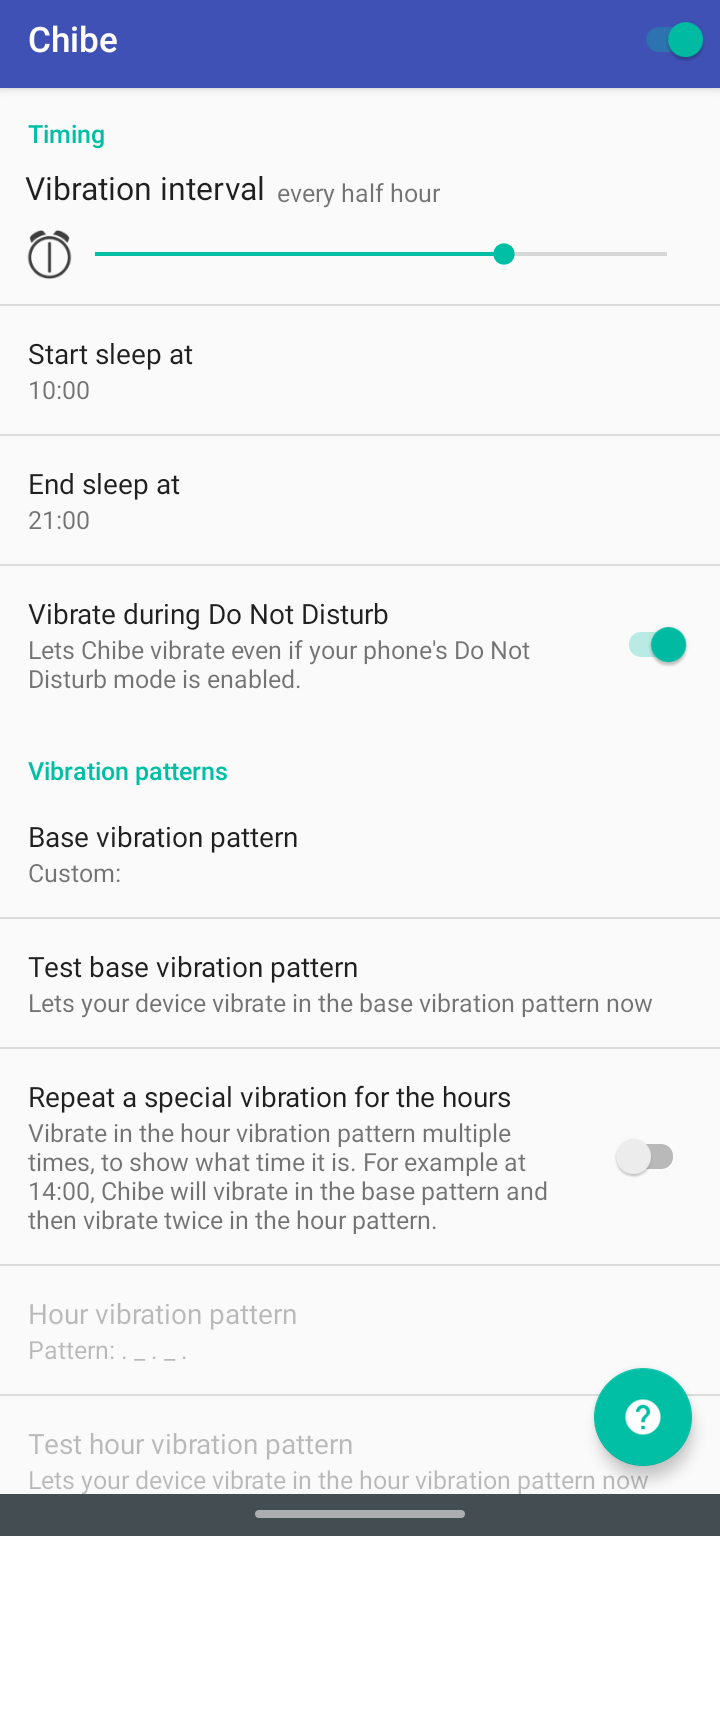 Chibe
Timing
Vibration interval every half hour
Start sleep at
10:00
End sleep at
21:00
Vibrate during Do Not Disturb
Lets Chibe vibrate even if your phone's Do Not
Disturb mode is enabled.
Vibration patterns
Base vibration pattern
Custom:
Test base vibration pattern
Lets your device vibrate in the base vibration pattern now
Repeat a special vibration for the hours
Vibrate in the hour vibration pattern multiple
times, to show what time it is. For example at
14:00, Chibe will vibrate in the base pattern and
then vibrate twice in the hour pattern.
Hour vibration pattern
Pattern: . _ . _ .
Test hour vibration pattern
Lets your device vibrate in the hour vibration pattern now